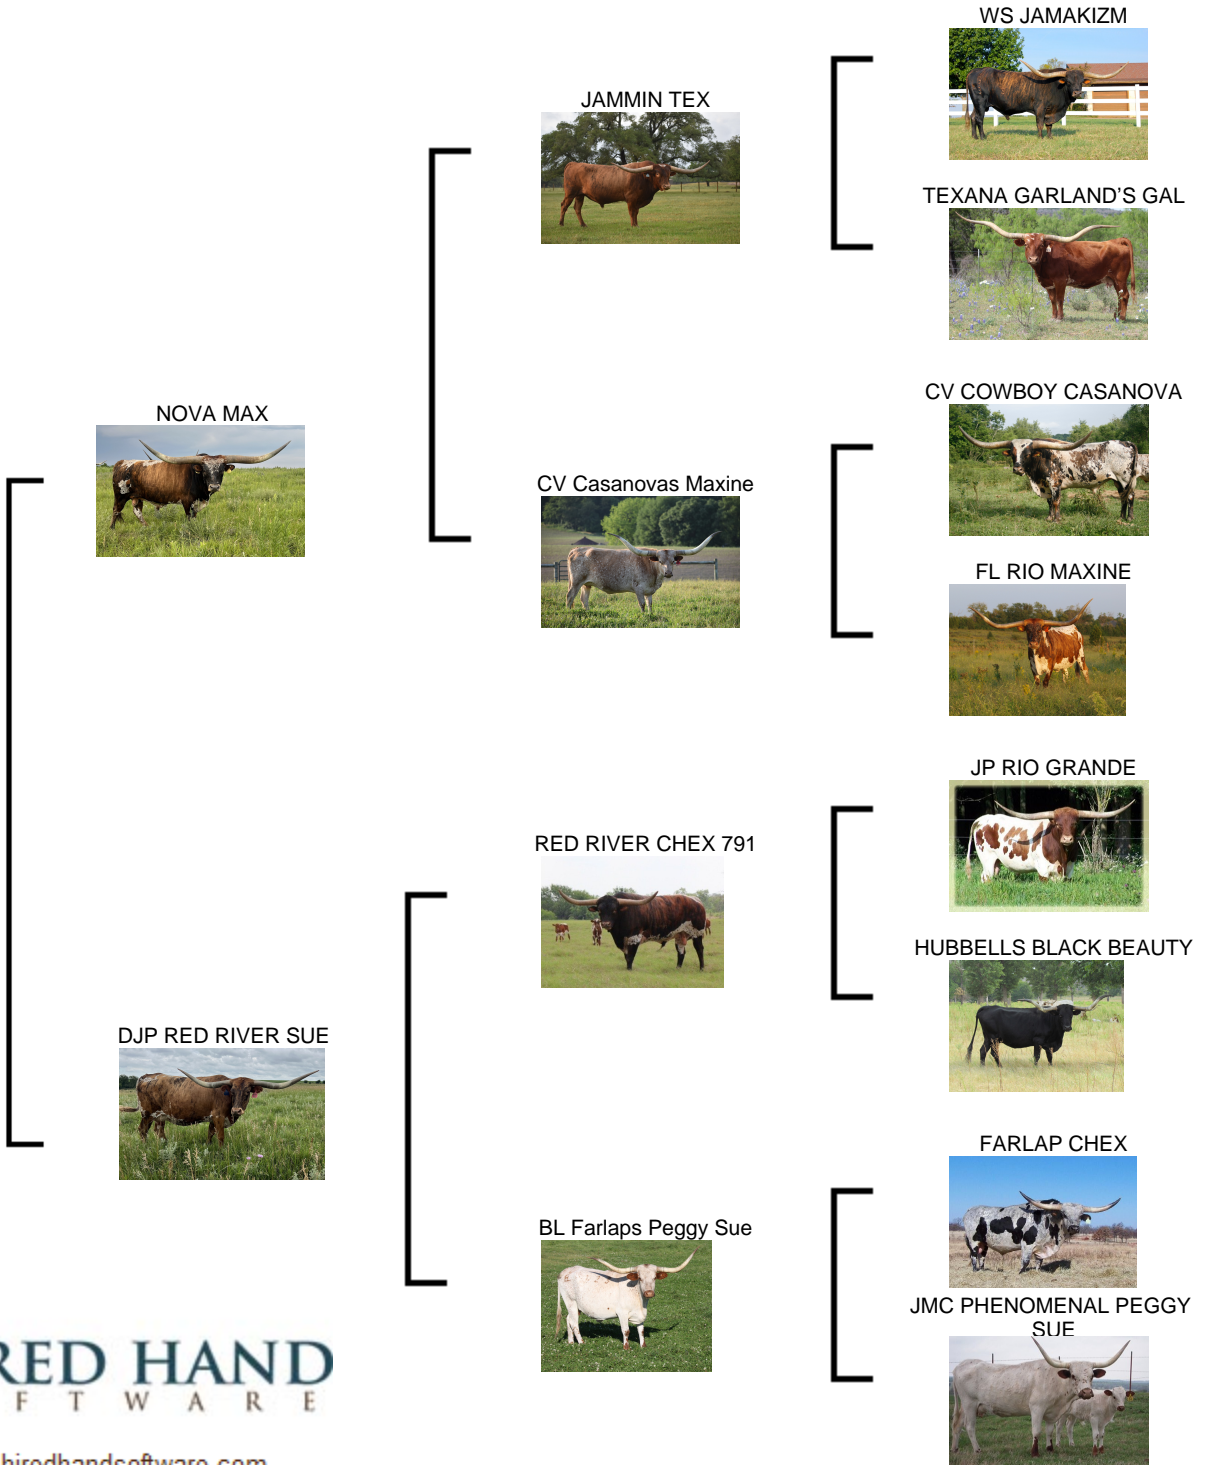 WS JAMAKIZM
JAMMIN TEX
TEXANA GARLAND'S GAL
CV COWBOY CASANOVA
NOVA MAX
CV Casanovas Maxine
FL RIO MAXINE
JP RIO GRANDE
RED RIVER CHEX 791
HUBBELLS BLACK BEAUTY
DJP RED RIVER SUE
FARLAP CHEX
BL Farlaps Peggy Sue
JMC PHENOMENAL PEGGY
SUE
RED HAND
F T W A R E
hiredhandsoftware.com